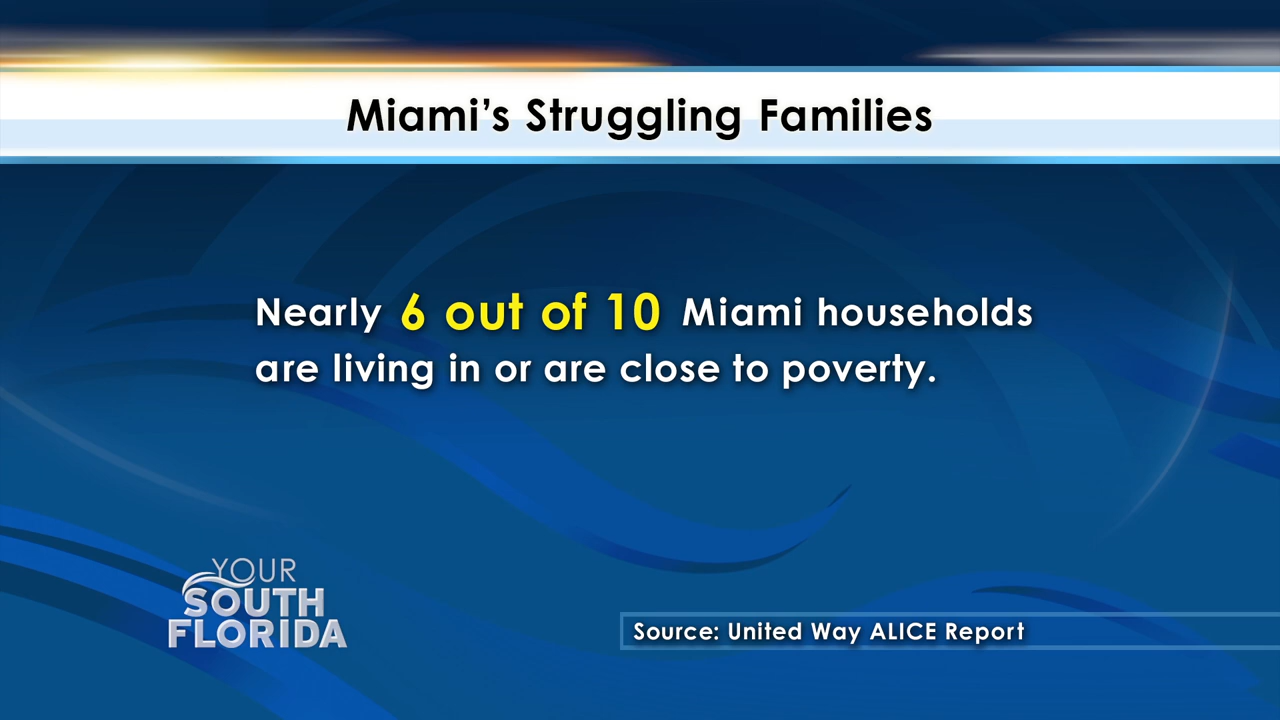 Miami's Struggling Families
Nearly 6 out of 10 Miami households
are living in or are close to poverty.
YOUR
SOUTH
FLORIDA
Source: United Way ALICE Report